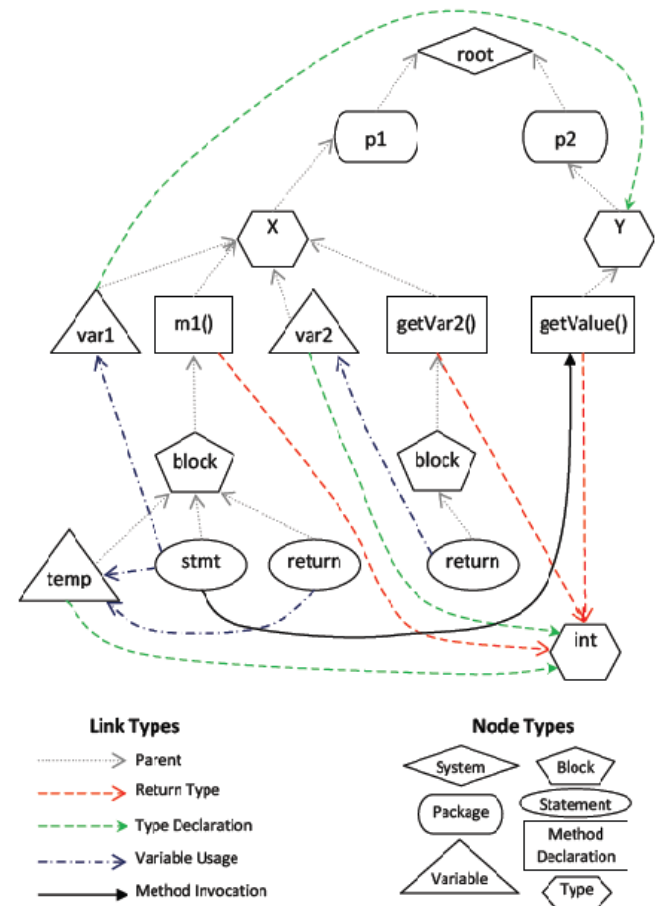 root
p1
p2
X
Y
var1
m1()
var2
getVar2()
getValue()
block
block
temp
stmt
return
return
int
Link Types
Parent
Return Type
Type Declaration
Variable Usage
Method Invocation
Node Types
System
Block
Package
Statement
Method
Declaration
Variable
Type